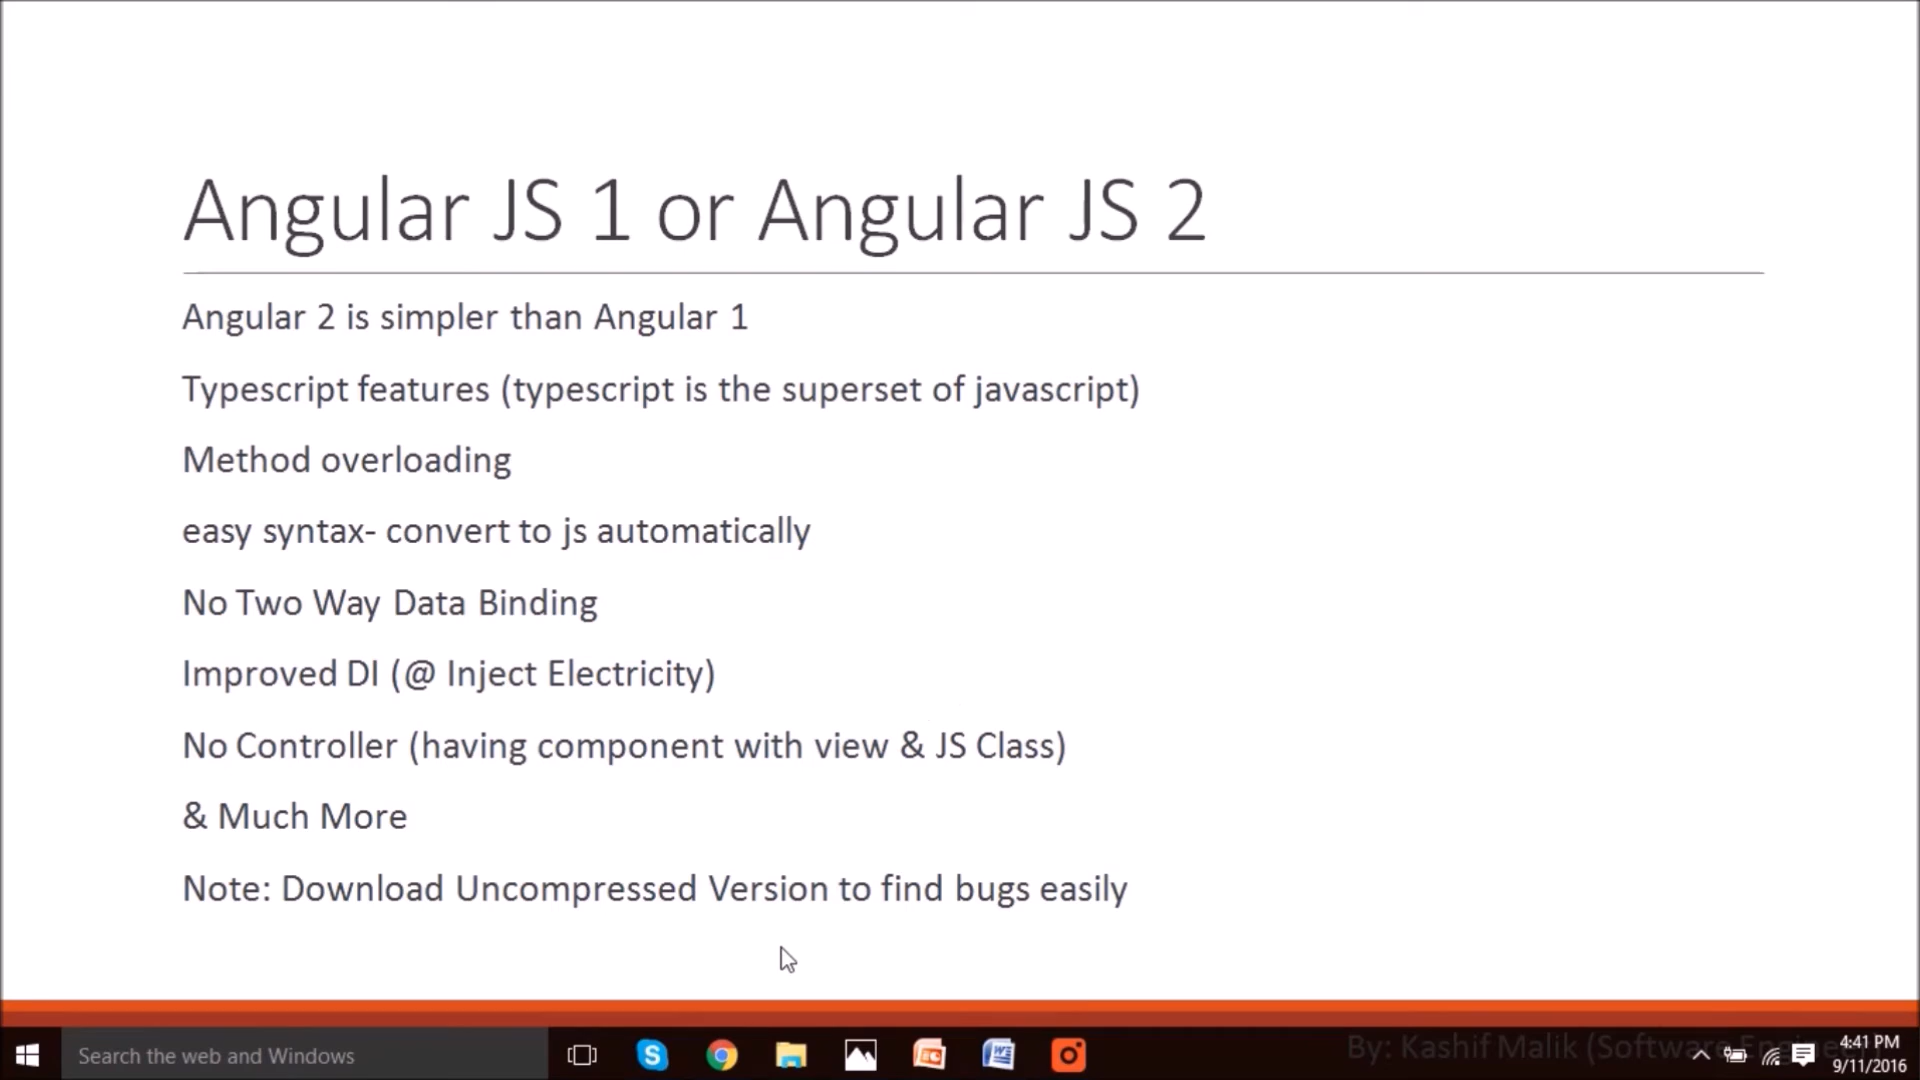 Angular JS 1 or Angular JS 2
Angular 2 is simpler than Angular 1
Typescript features (typescript is the superset of javascript)
Method overloading
easy syntax- convert to js automatically
No Two Way Data Binding
Improved DI (@ Inject Electricity)
No Controller (having component with view & JS Class)
& Much More
Note: Download Uncompressed Version to find bugs easily
By: Kashif Malik (Software
Search the web and Windows
4:41 PM
9/11/2016